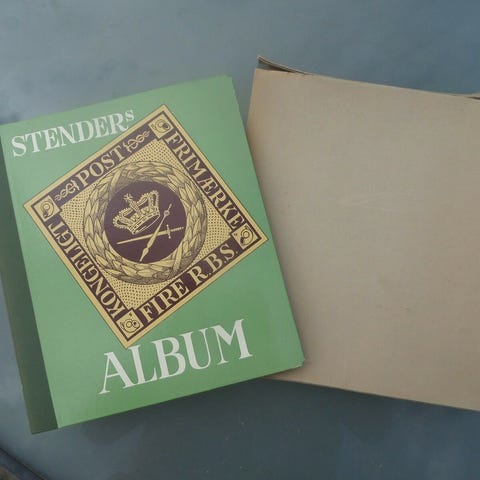 STENDERS
KONGELIGT
POST
FRIMÆRKE
FIRE R.B.S.
ALBUM